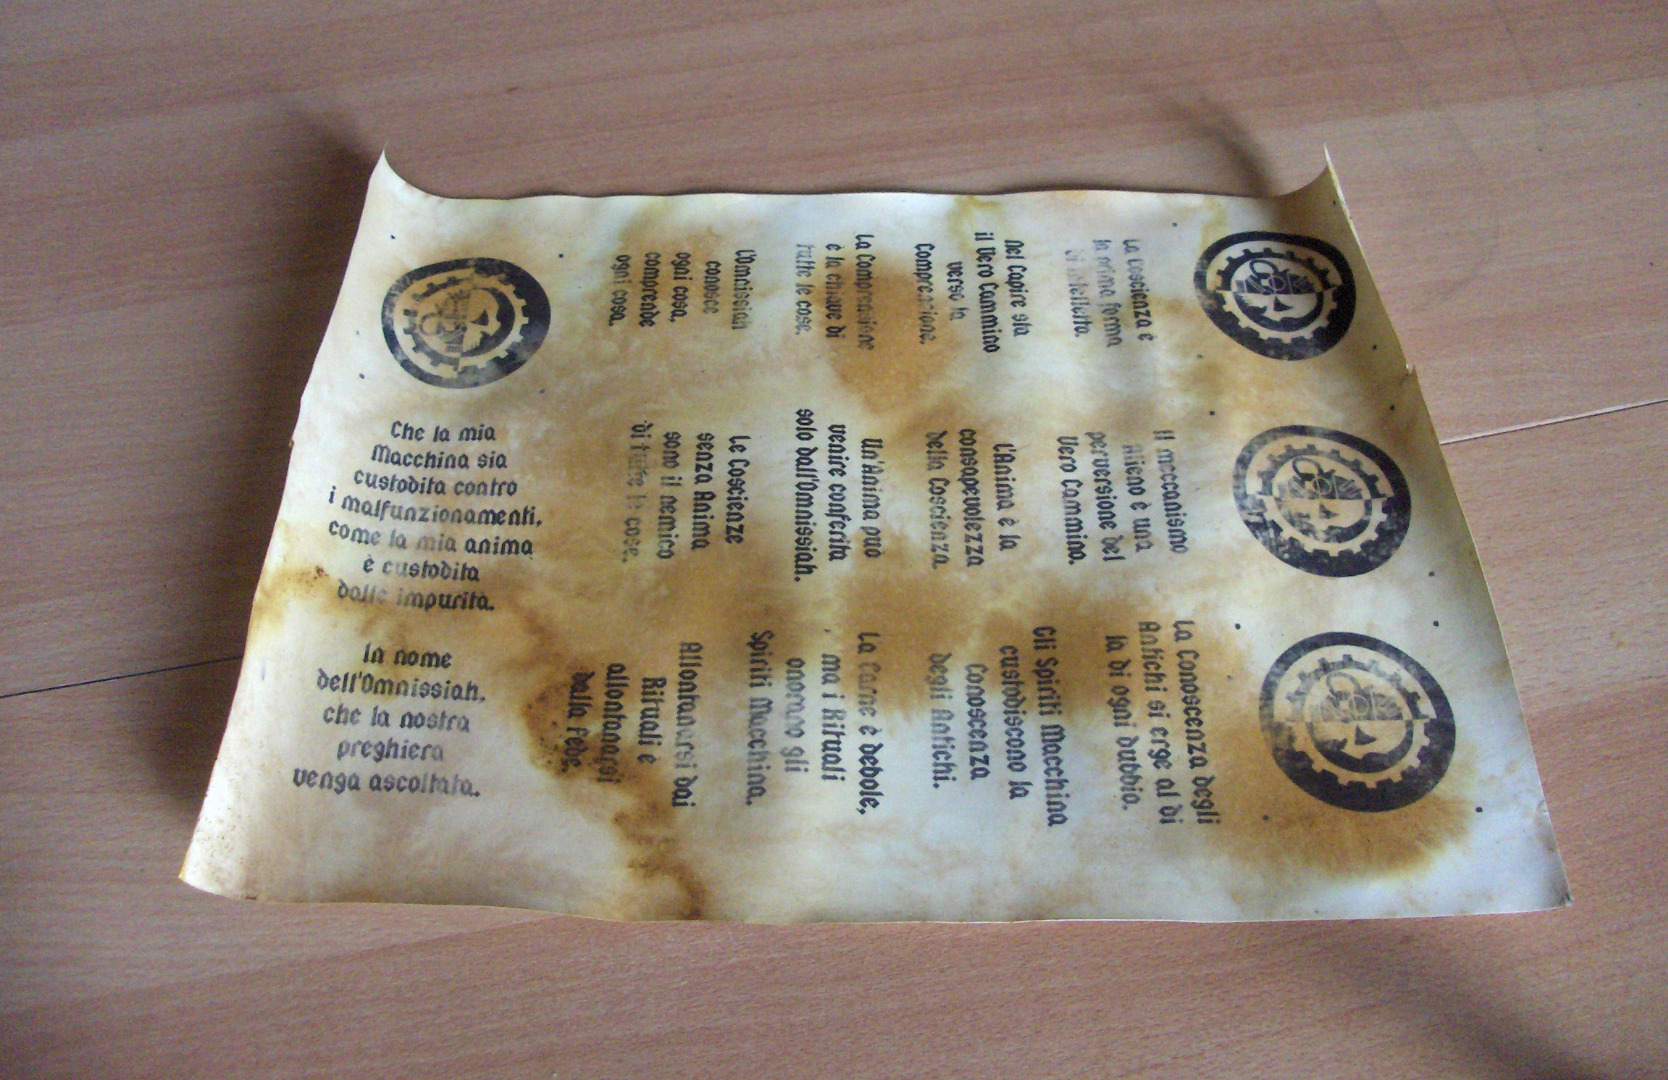 Che la mia
Macchina sia
custodita contro
i malfunzionamenti,
come la mia anima
è custodita
dalle impurità.
In nome
dell'Omnissiah,
che la nostra
preghiera
venga ascoltata.
La Coscienza è
la prima forma
di intelletto.
Nel Capire sta
il Vero Cammino
verso la
Comprensione.
La Comprensione
è la chiave di
tutte le cose.
L'Omnissiah
conosce
ogni cosa,
comprende
ogni cosa.
Il meccanismo
Alieno è una
perversione del
Vero Cammino.
L'Anima è la
consapevolezza
della Coscienza.
Un'Anima può
venire conferita
solo dall'Omnissiah.
Le Coscienze
senza Anima
sono il nemico
di tutte le cose.
La Conoscenza degli
Antichi si erge al di
là di ogni dubbio.
Gli Spiriti Macchina
custodiscono la
Conoscenza
degli Antichi.
La Carne è debole,
ma i Rituali
onorano gli
Spiriti Macchina.
Allontanarsi dai
Rituali è
allontanarsi
dalla Fede.